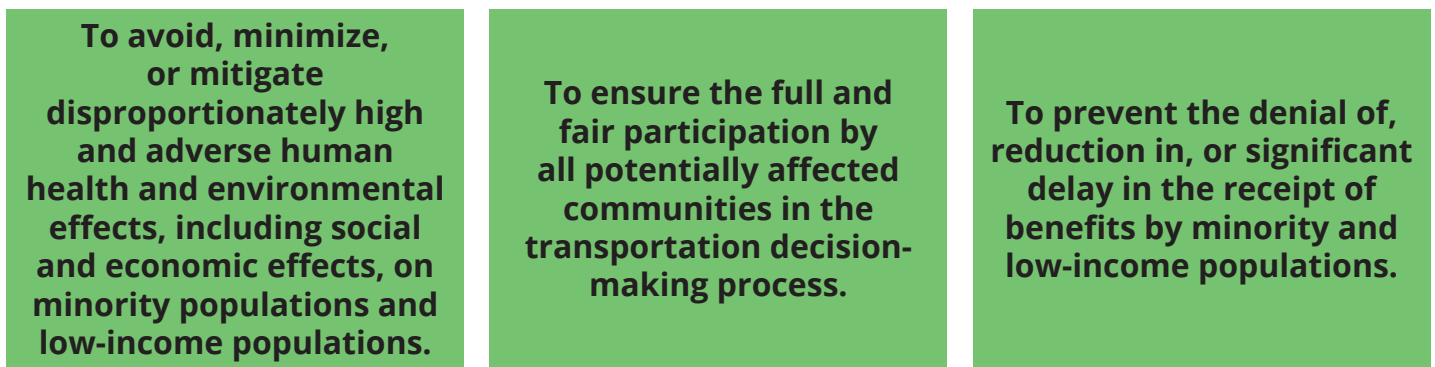 To avoid, minimize,
or mitigate
disproportionately high
and adverse human
health and environmental
effects, including social
and economic effects, on
minority populations and
low-income populations.
To ensure the full and
fair participation by
all potentially affected
communities in the
transportation decision-
making process.
To prevent the denial of,
reduction in, or significant
delay in the receipt of
benefits by minority and
low-income populations.